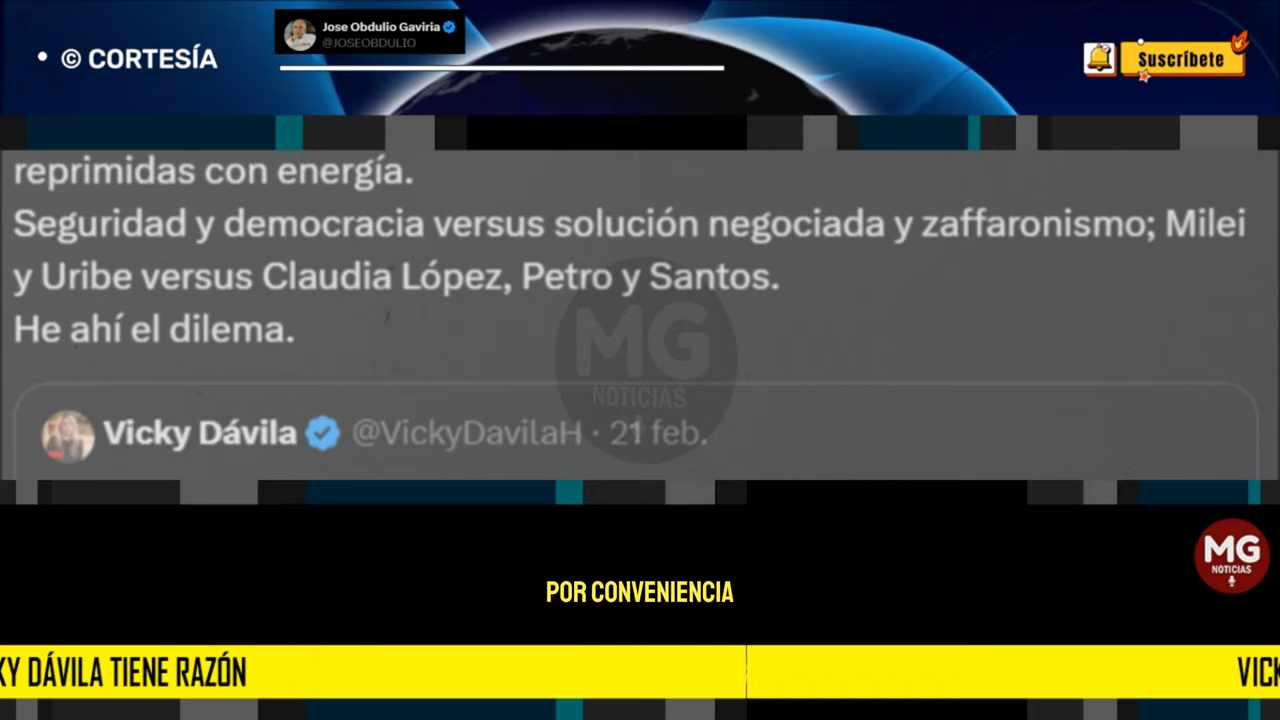 • © CORTESÍA
Jose Obdulio Gaviria
@JOSEOBDULIO
Suscríbete
reprimidas con energía.
Seguridad y democracia versus solución negociada y zaffaronismo; Milei
y Uribe versus Claudia López, Petro y Santos.
He ahí el dilema.
MG
NOTICIAS
Vicky Dávila @VickyDavilaH · 21 feb.
MG
NOTICIAS
POR CONVENIENCIA
KY DÁVILA TIENE RAZÓN
VICK